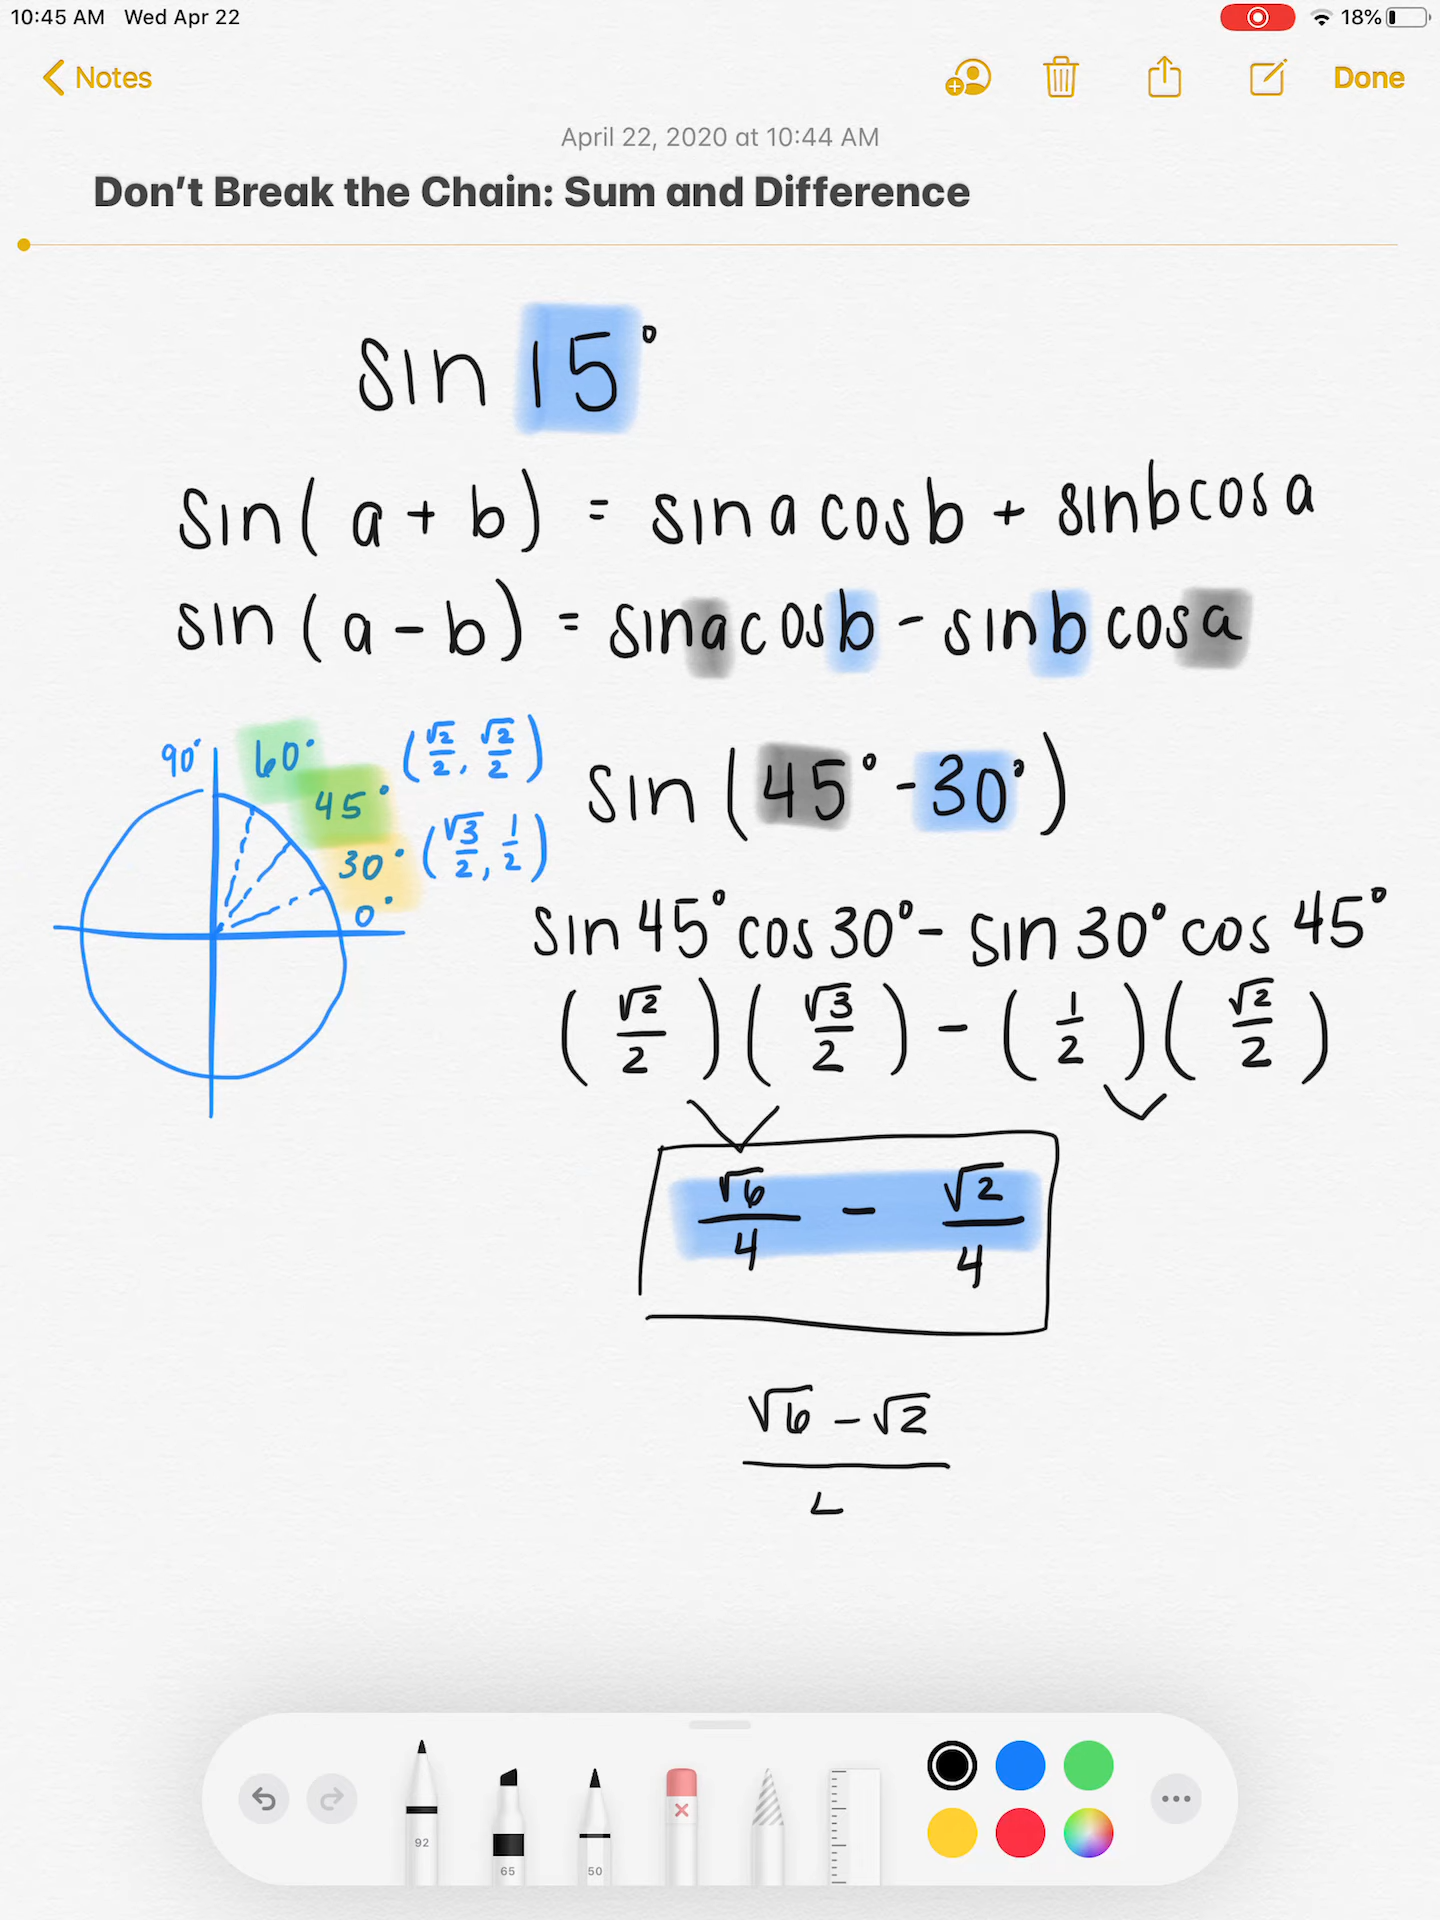 10:45 AM Wed Apr 22 18%
Notes Done
April 22, 2020 at 10:44 AM
Don't Break the Chain: Sum and Difference
sin 15°
sin( a + b ) = sin a cos b + sin b cos a
sin ( a - b ) = sin a cos b - sin b cos a
90° 60° (√2/2, √2/2)
45°
30° (√3/2, 1/2)
0°
sin ( 45° - 30° )
sin 45° cos 30° - sin 30° cos 45°
( √2/2 ) ( √3/2 ) - ( 1/2 ) ( √2/2 )
√6/4 - √2/4
√6 - √2
92 65 50